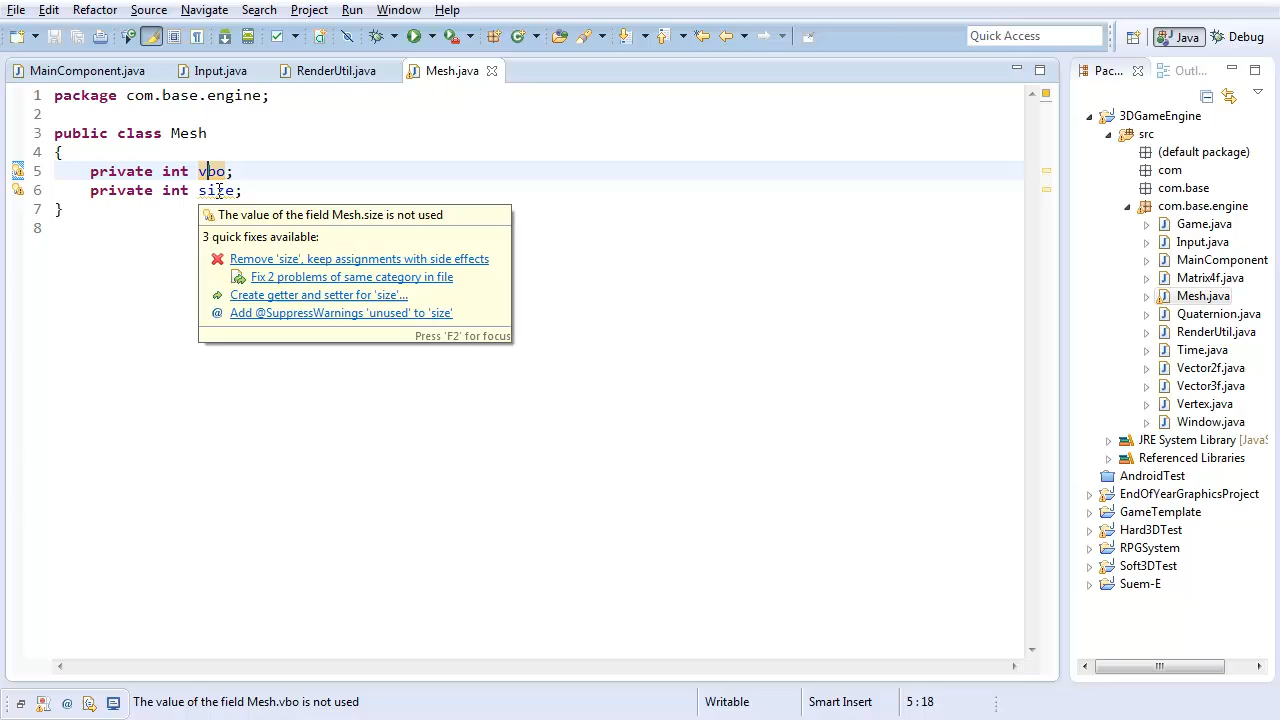 File Edit Refactor Source Navigate Search Project Run Window Help
Quick Access
Java
Debug
MainComponent.java
Input.java
RenderUtil.java
Mesh.java
Pac...
Outl...
1 package com.base.engine;
2
3 public class Mesh
4 {
5 private int vbo;
6 private int size;
7 }
8
The value of the field Mesh.size is not used
3 quick fixes available:
Remove 'size', keep assignments with side effects
Fix 2 problems of same category in file
Create getter and setter for 'size'...
Add @SuppressWarnings 'unused' to 'size'
Press 'F2' for focus
3DGameEngine
src
(default package)
com
com.base
com.base.engine
Game.java
Input.java
MainComponent
Matrix4f.java
Mesh.java
Quaternion.java
RenderUtil.java
Time.java
Vector2f.java
Vector3f.java
Vertex.java
Window.java
JRE System Library [JavaS
Referenced Libraries
AndroidTest
EndOfYearGraphicsProject
GameTemplate
Hard3DTest
RPGSystem
Soft3DTest
Suem-E
The value of the field Mesh.vbo is not used
Writable
Smart Insert
5 : 18